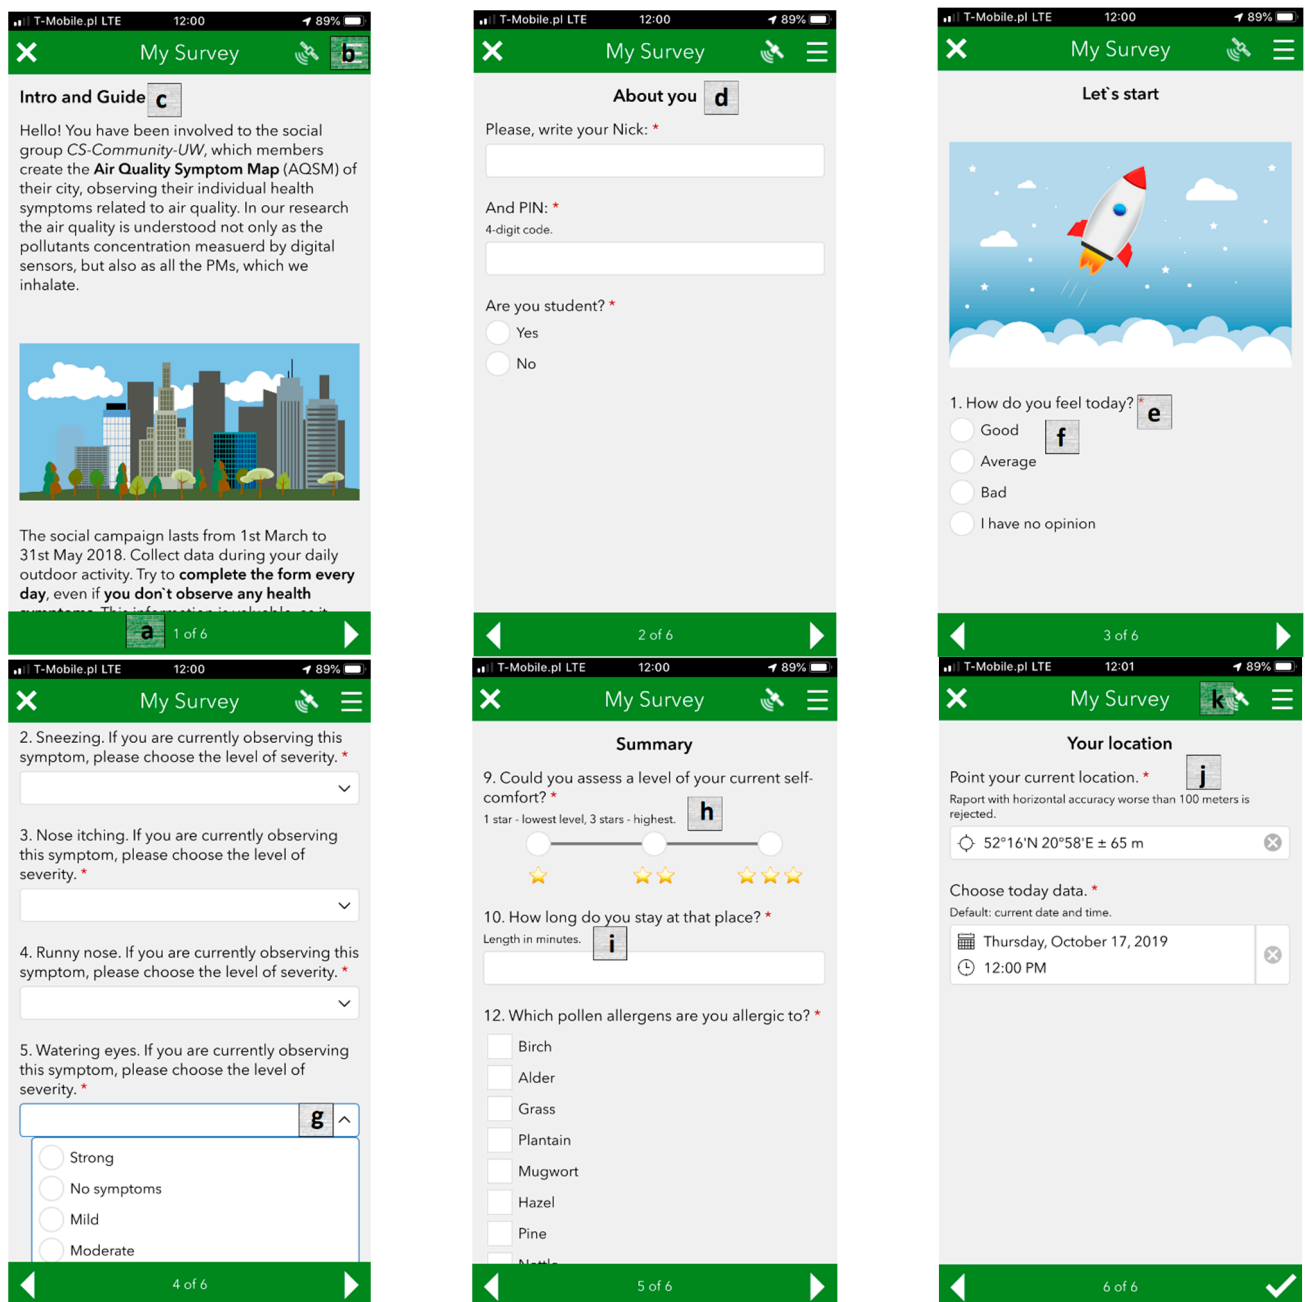 T-Mobile.pl LTE 12:00 89%
My Survey b
Intro and Guide c
Hello! You have been involved to the social
group CS-Community-UW, which members
create the Air Quality Symptom Map (AQSM) of
their city, observing their individual health
symptoms related to air quality. In our research
the air quality is understood not only as the
pollutants concentration measuerd by digital
sensors, but also as all the PMs, which we
inhalate.
The social campaign lasts from 1st March to
31st May 2018. Collect data during your daily
outdoor activity. Try to complete the form every
day, even if you don`t observe any health
symptoms. This information is valuable, as it
a 1 of 6
T-Mobile.pl LTE 12:00 89%
My Survey
About you d
Please, write your Nick: *
And PIN: *
4-digit code.
Are you student? *
Yes
No
2 of 6
T-Mobile.pl LTE 12:00 89%
My Survey
Let`s start
1. How do you feel today? * e
Good f
Average
Bad
I have no opinion
3 of 6
T-Mobile.pl LTE 12:00 89%
My Survey
2. Sneezing. If you are currently observing this
symptom, please choose the level of severity. *
3. Nose itching. If you are currently observing
this symptom, please choose the level of
severity. *
4. Runny nose. If you are currently observing this
symptom, please choose the level of severity. *
5. Watering eyes. If you are currently observing
this symptom, please choose the level of
severity. *
g
Strong
No symptoms
Mild
Moderate
4 of 6
T-Mobile.pl LTE 12:00 89%
My Survey
Summary
9. Could you assess a level of your current self-
comfort? * h
1 star - lowest level, 3 stars - highest.
10. How long do you stay at that place? *
Length in minutes. i
12. Which pollen allergens are you allergic to? *
Birch
Alder
Grass
Plantain
Mugwort
Hazel
Pine
Nettle
5 of 6
T-Mobile.pl LTE 12:01 89%
My Survey k
Your location
Point your current location. * j
Raport with horizontal accuracy worse than 100 meters is
rejected.
52°16'N 20°58'E ± 65 m
Choose today data. *
Default: current date and time.
Thursday, October 17, 2019
12:00 PM
6 of 6